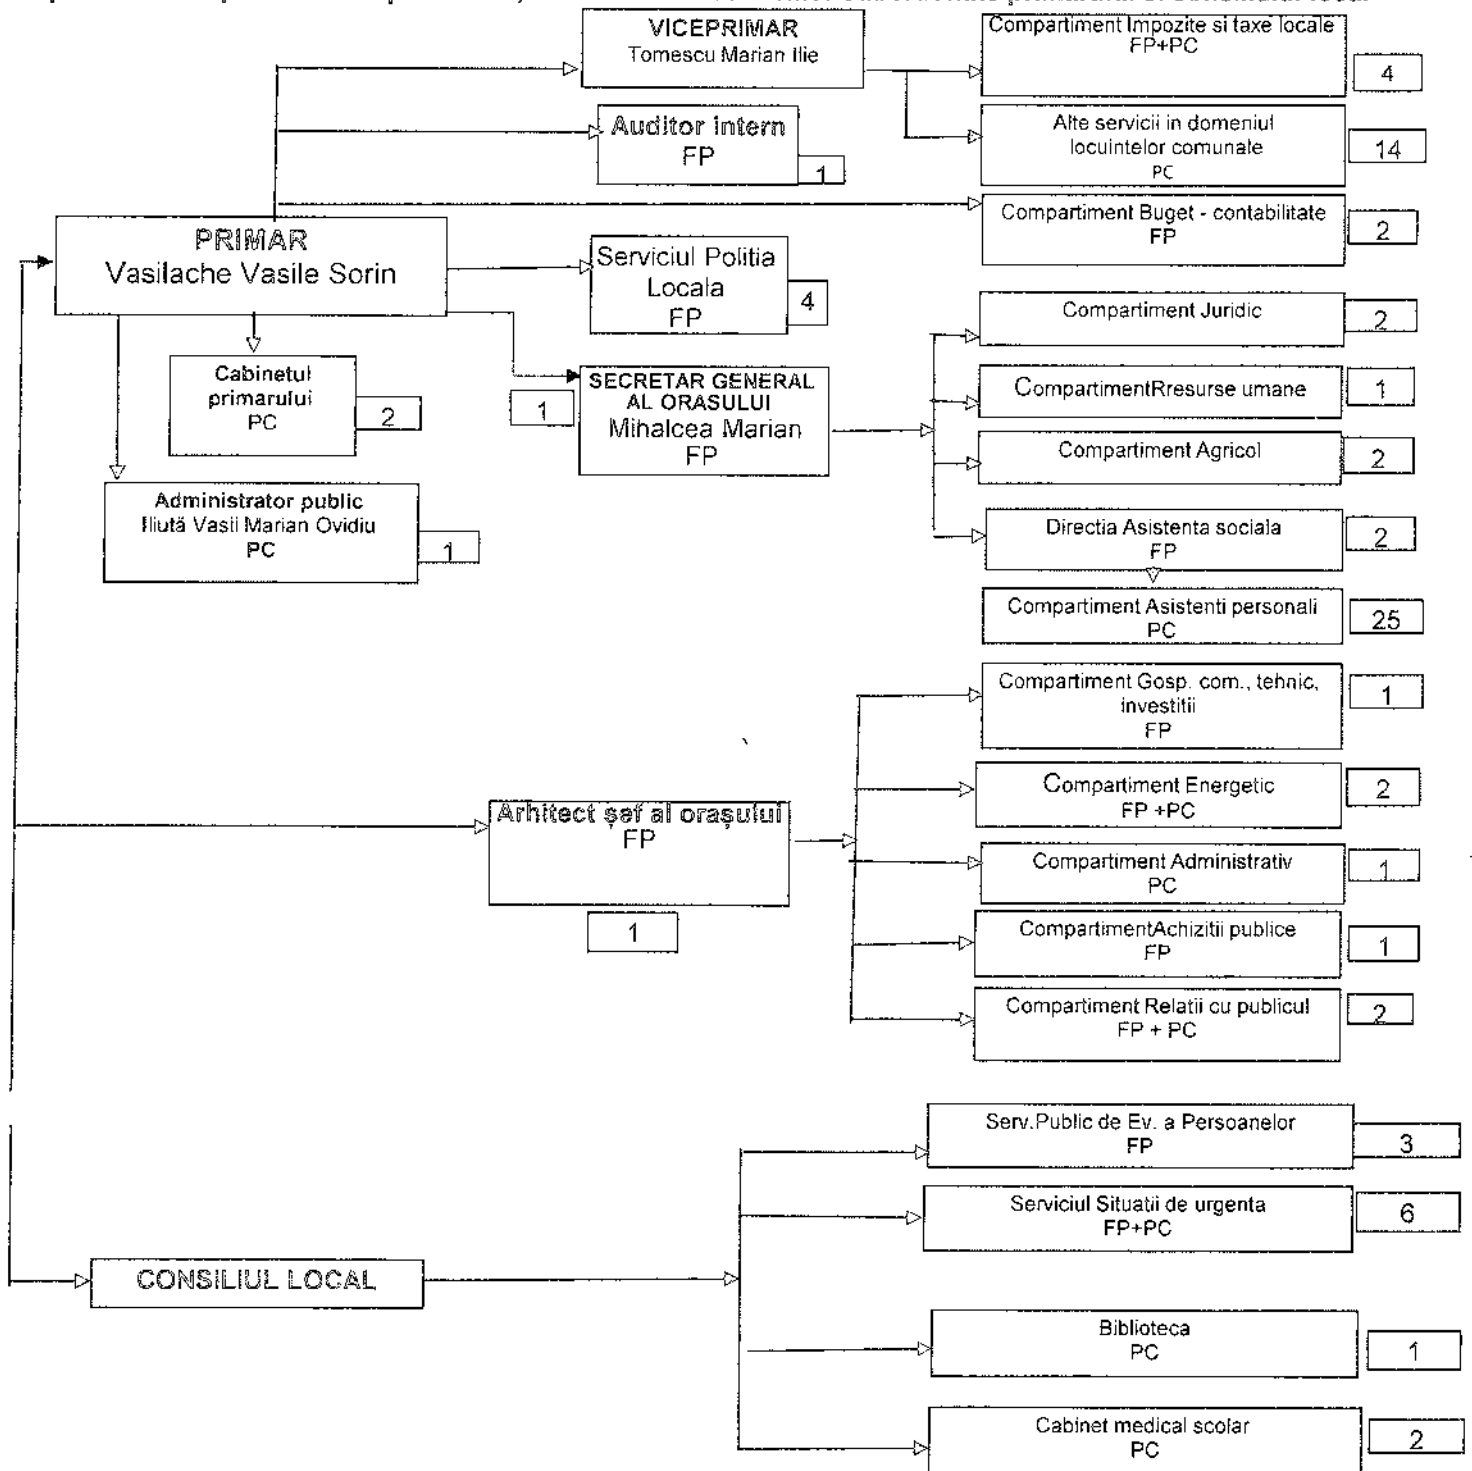 VICEPRIMAR
Tomescu Marian Ilie
Compartiment Impozite si taxe locale
FP+PC
4
Auditor intern
FP
1
Alte servicii in domeniul
locuintelor comunale
PC
14
Compartiment Buget - contabilitate
FP
2
PRIMAR
Vasilache Vasile Sorin
Serviciul Politia
Locala
FP
4
Compartiment Juridic
2
Cabinetul
primarului
PC
2
1
SECRETAR GENERAL
AL ORASULUI
Mihalcea Marian
FP
CompartimentRresurse umane
1
Compartiment Agricol
2
Administrator public
Iliută Vasii Marian Ovidiu
PC
1
Directia Asistenta sociala
FP
2
Compartiment Asistenti personali
PC
25
Compartiment Gosp. com., tehnic,
investitii
FP
1
Compartiment Energetic
FP +PC
2
Arhitect șef al orașului
FP
1
Compartiment Administrativ
PC
1
CompartimentAchizitii publice
FP
1
Compartiment Relatii cu publicul
FP + PC
2
Serv.Public de Ev. a Persoanelor
FP
3
Serviciul Situatii de urgenta
FP+PC
6
CONSILIUL LOCAL
Biblioteca
PC
1
Cabinet medical scolar
PC
2